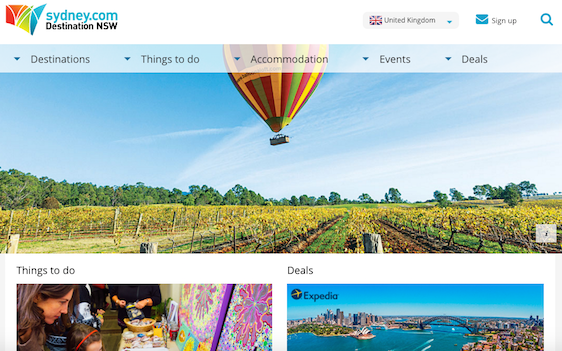 sydney.com
Destination NSW
United Kingdom
Sign up
Destinations
Things to do
Accommodation
Events
Deals
i
Things to do
Deals
Expedia